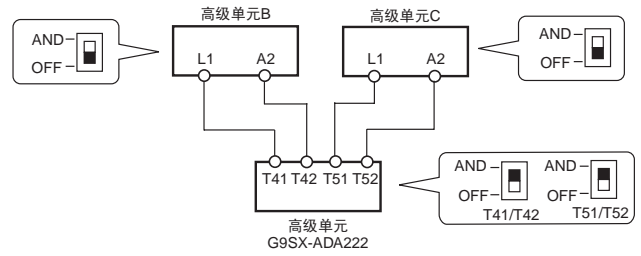 高级单元B
高级单元C
AND
OFF
L1 A2
L1 A2
AND
OFF
T41 T42 T51 T52
高级单元
G9SX-ADA222
AND
OFF
T41/T42
AND
OFF
T51/T52